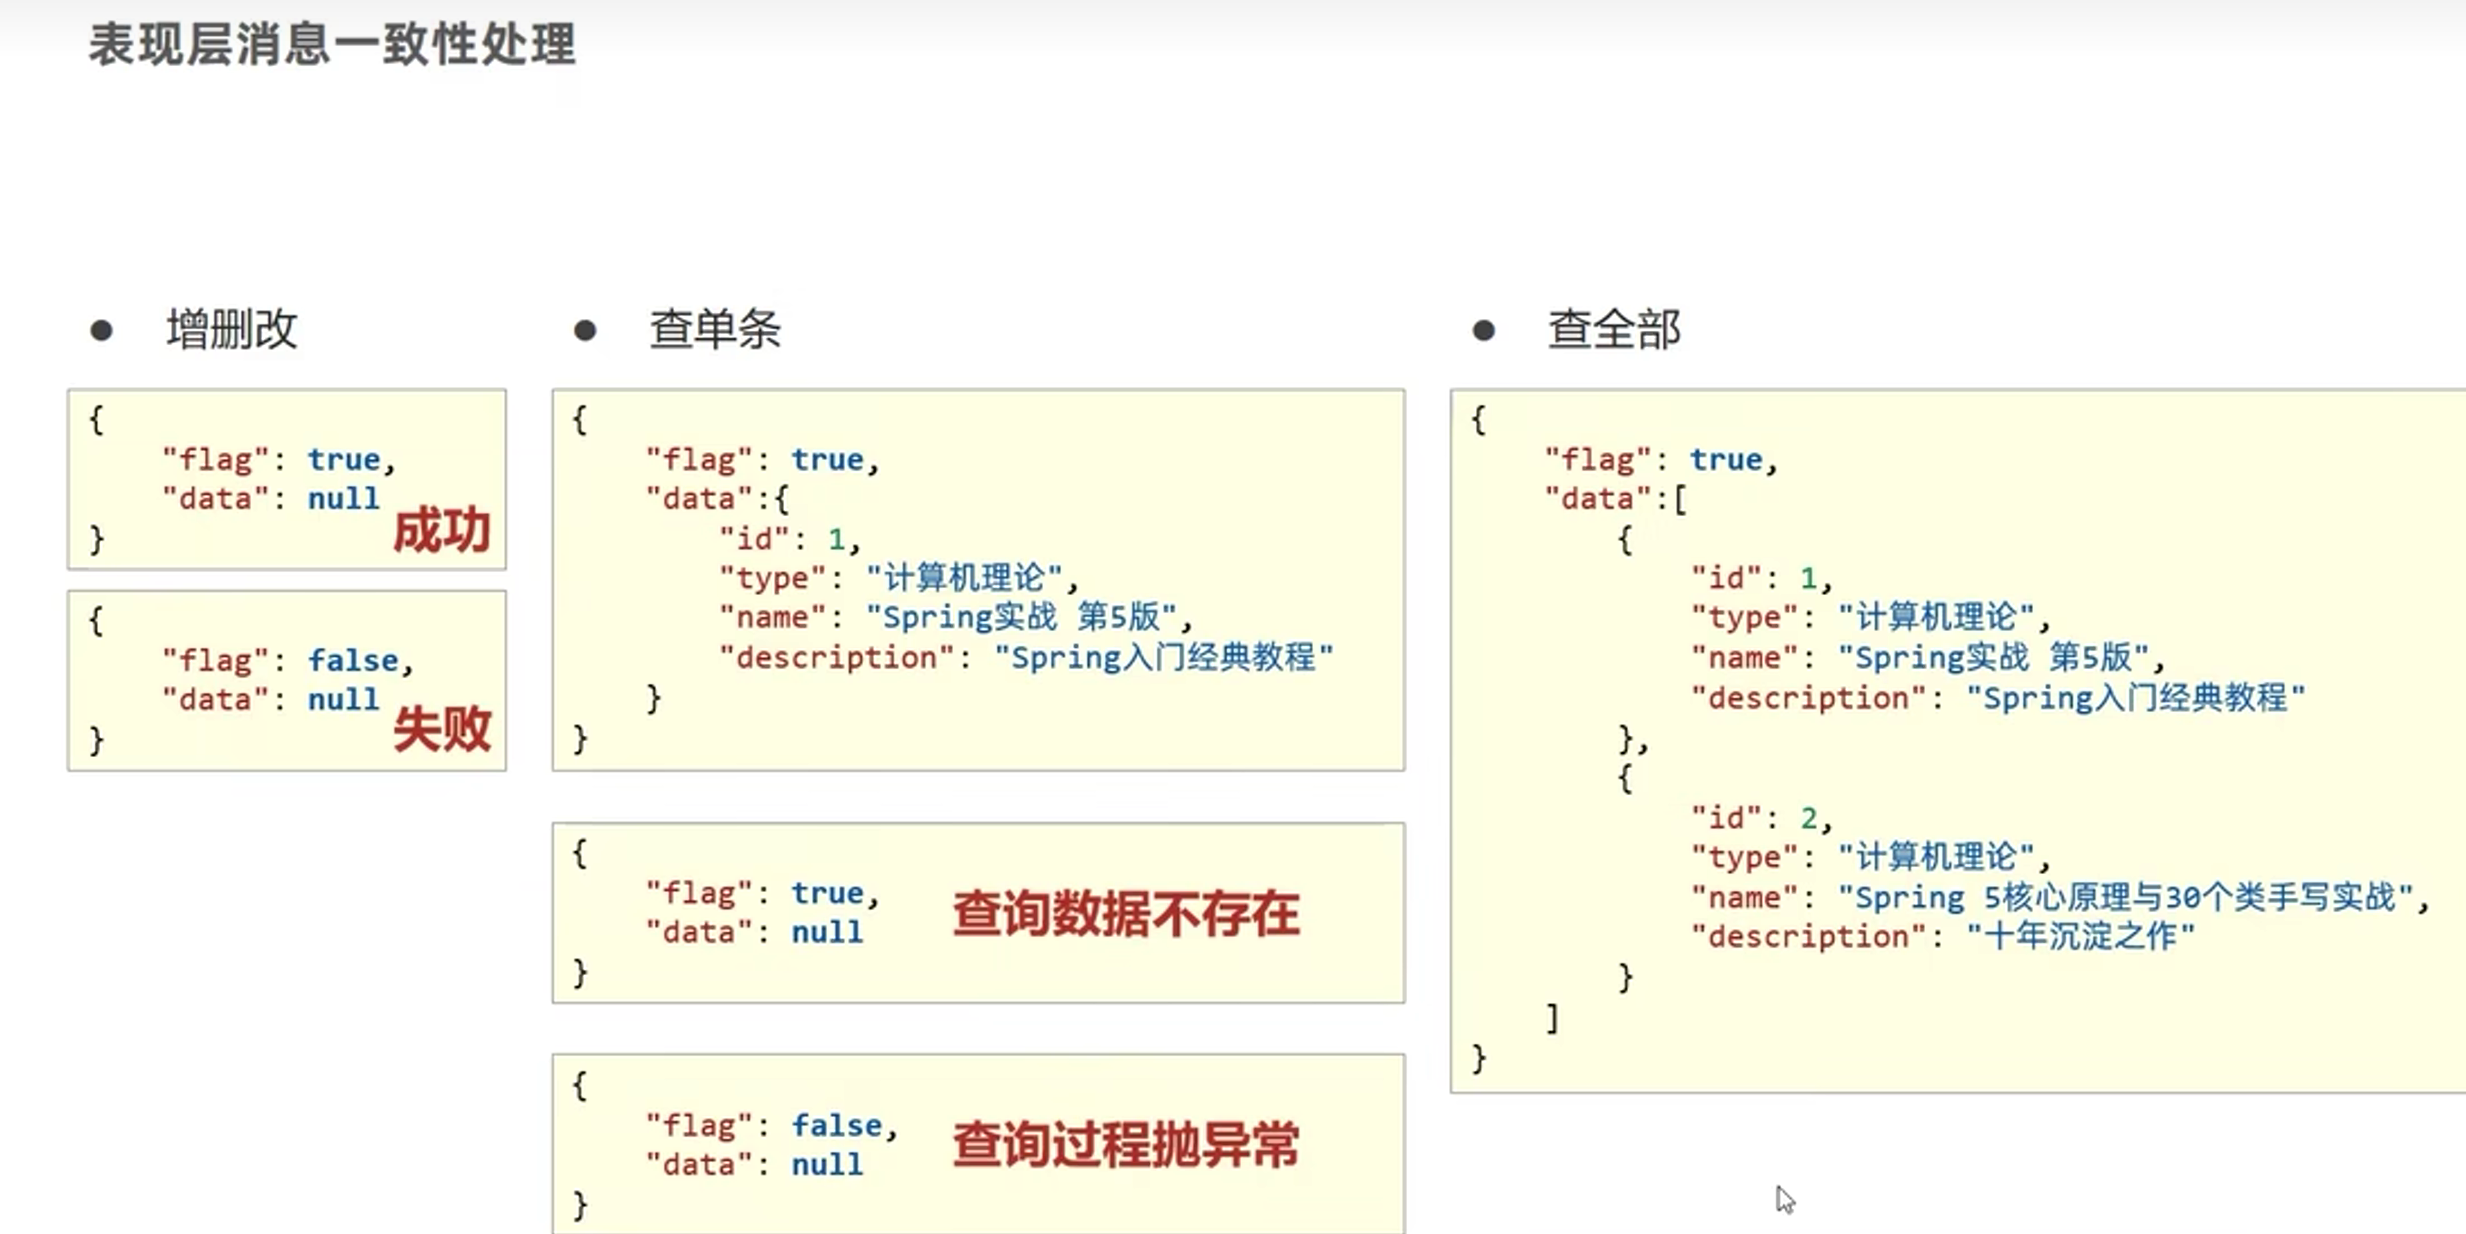 表现层消息一致性处理
● 增删改
{
"flag": true,
"data": null
}
成功
{
"flag": false,
"data": null
}
失败
● 查单条
{
"flag": true,
"data":{
"id": 1,
"type": "计算机理论",
"name": "Spring实战 第5版",
"description": "Spring入门经典教程"
}
}
{
"flag": true,
"data": null
}
查询数据不存在
{
"flag": false,
"data": null
}
查询过程抛异常
● 查全部
{
"flag": true,
"data":[
{
"id": 1,
"type": "计算机理论",
"name": "Spring实战 第5版",
"description": "Spring入门经典教程"
},
{
"id": 2,
"type": "计算机理论",
"name": "Spring 5核心原理与30个类手写实战",
"description": "十年沉淀之作"
}
]
}